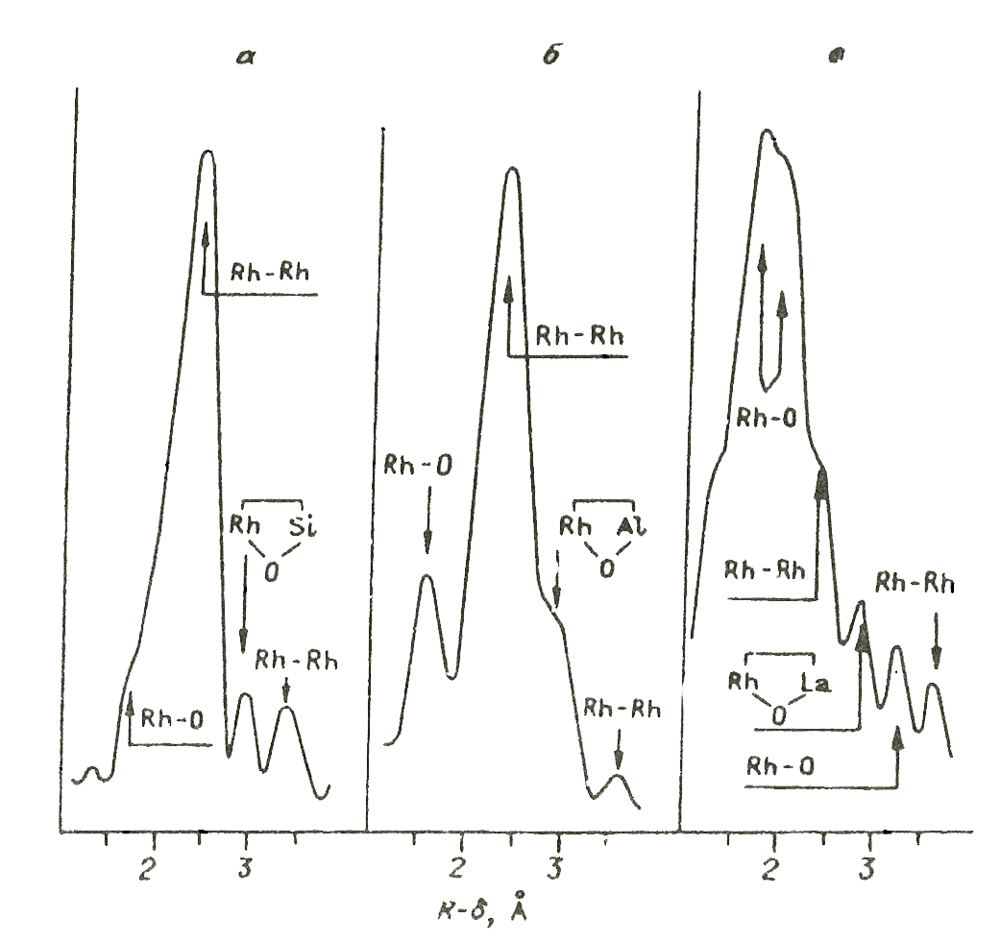 а б в
Rh-Rh
Rh Si
O
Rh-Rh
Rh-O
Rh-Rh
Rh-O
Rh Al
O
Rh-Rh
Rh-O
Rh-Rh
Rh-Rh
Rh La
O
Rh-O
2 3 2 3 2 3
R-δ, Å